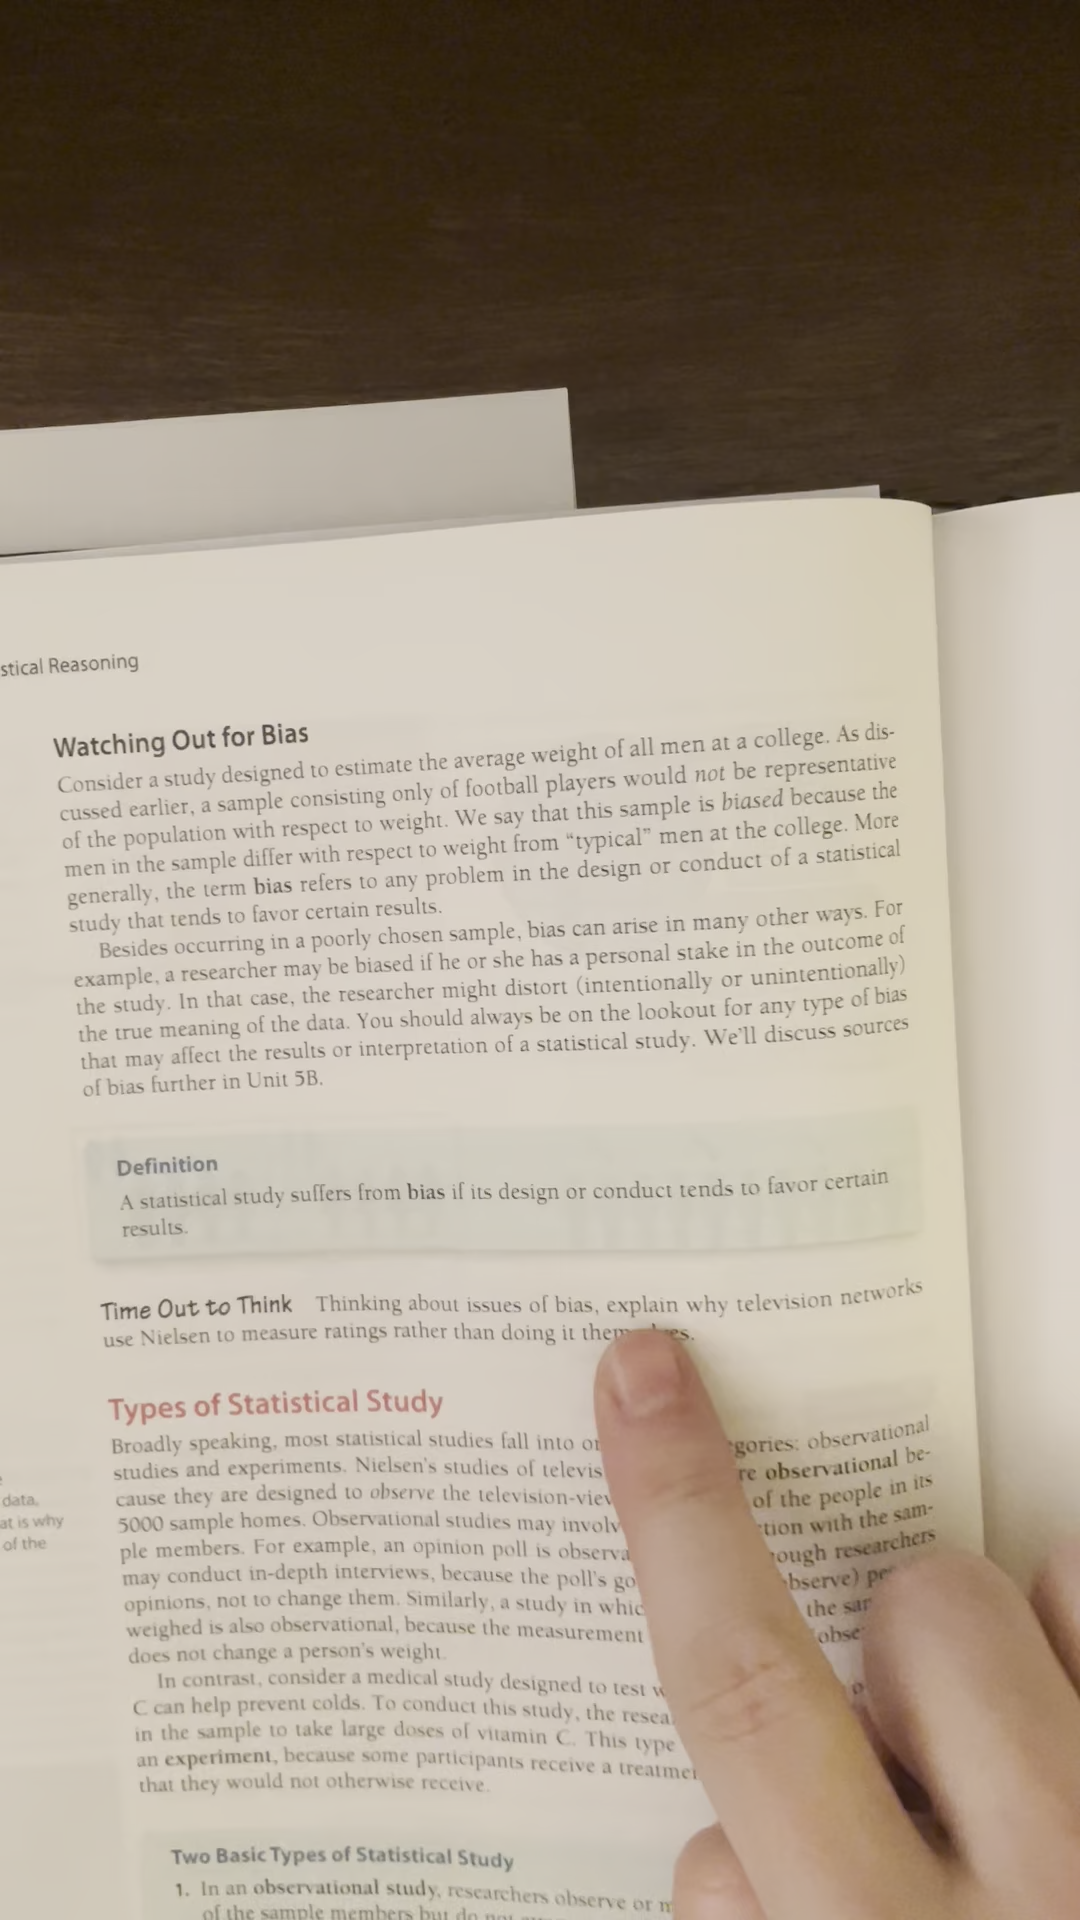 stical Reasoning
Watching Out for Bias
Consider a study designed to estimate the average weight of all men at a college. As dis-
cussed earlier, a sample consisting only of football players would not be representative
of the population with respect to weight. We say that this sample is biased because the
men in the sample differ with respect to weight from “typical” men at the college. More
generally, the term bias refers to any problem in the design or conduct of a statistical
study that tends to favor certain results.
Besides occurring in a poorly chosen sample, bias can arise in many other ways. For
example, a researcher may be biased if he or she has a personal stake in the outcome of
the study. In that case, the researcher might distort (intentionally or unintentionally)
the true meaning of the data. You should always be on the lookout for any type of bias
that may affect the results or interpretation of a statistical study. We’ll discuss sources
of bias further in Unit 5B.
Definition
A statistical study suffers from bias if its design or conduct tends to favor certain
results.
Time Out to Think Thinking about issues of bias, explain why television networks
use Nielsen to measure ratings rather than doing it
Types of Statistical Study
Broadly speaking, most statistical studies fall into gories: observational
studies and experiments. Nielsen’s studies of televis re observational be-
cause they are designed to observe the television-view of the people in its
5000 sample homes. Observational studies may involv tion with the sam-
ple members. For example, an opinion poll is observa ough researchers
may conduct in-depth interviews, because the poll’s go bserve)
opinions, not to change them. Similarly, a study in whic the
weighed is also observational, because the measurement obse
does not change a person’s weight.
In contrast, consider a medical study designed to test
C can help prevent colds. To conduct this study, the resea
in the sample to take large doses of vitamin C. This type
an experiment, because some participants receive a treatme
that they would not otherwise receive.
data,
at is why
of the
Two Basic Types of Statistical Study
1. In an observational study, researchers observe or
of the sample members but do